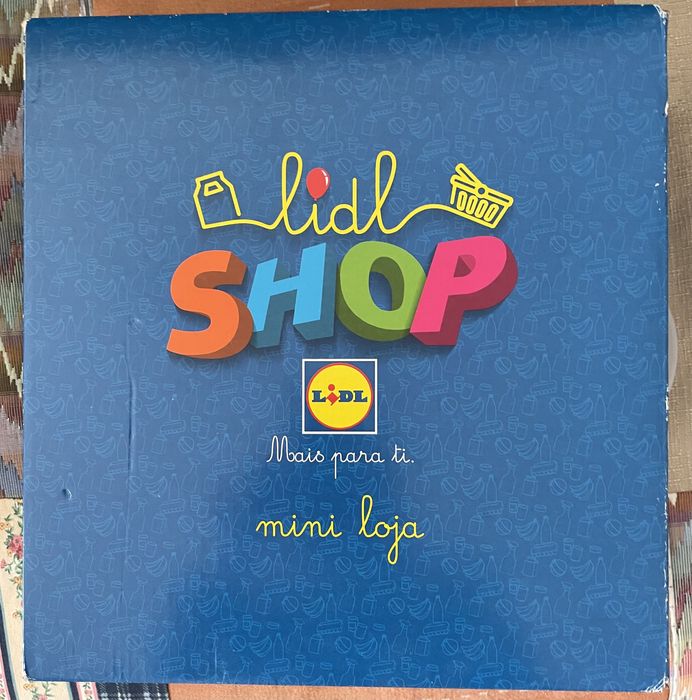 lidl
SHOP
LIDL
Mais para ti.
mini loja